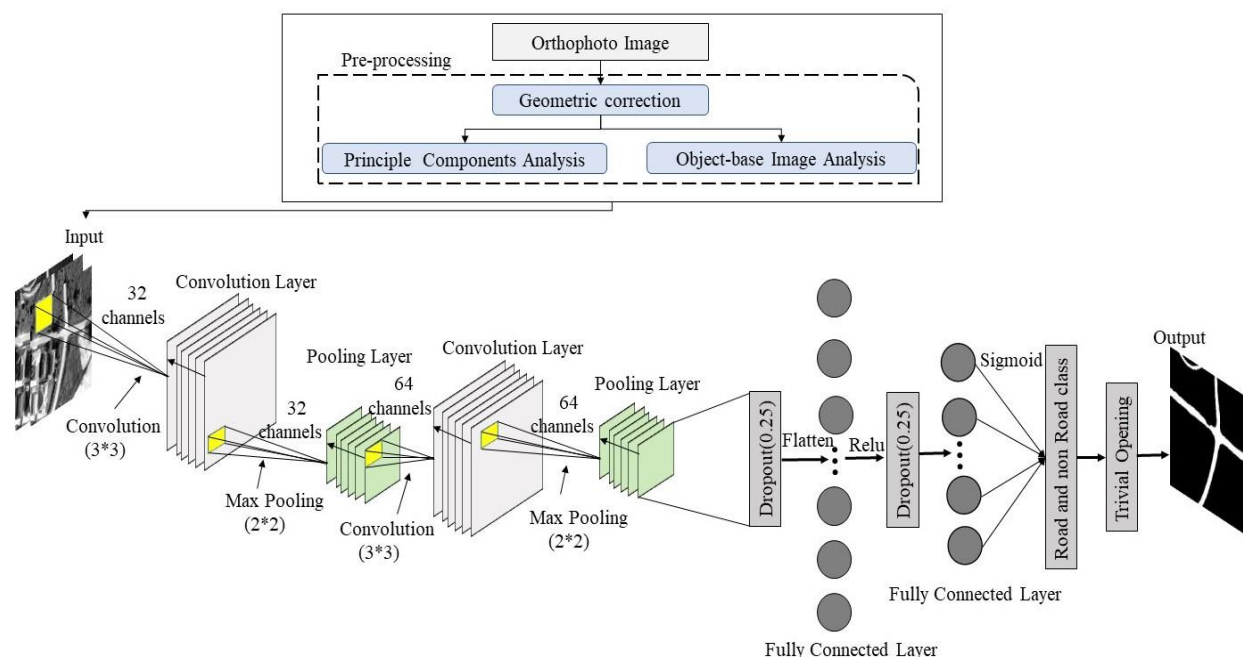 Orthophoto Image
Pre-processing
Geometric correction
Principle Components Analysis
Object-base Image Analysis
Input
32
channels
Convolution Layer
Convolution
(3*3)
32
channels
Max Pooling
(2*2)
Pooling Layer
64
channels
Convolution
(3*3)
Convolution Layer
64
channels
Max Pooling
(2*2)
Pooling Layer
Dropout(0.25)
Flatten
Fully Connected Layer
Relu
Dropout(0.25)
Fully Connected Layer
Sigmoid
Road and non Road class
Trivial Opening
Output